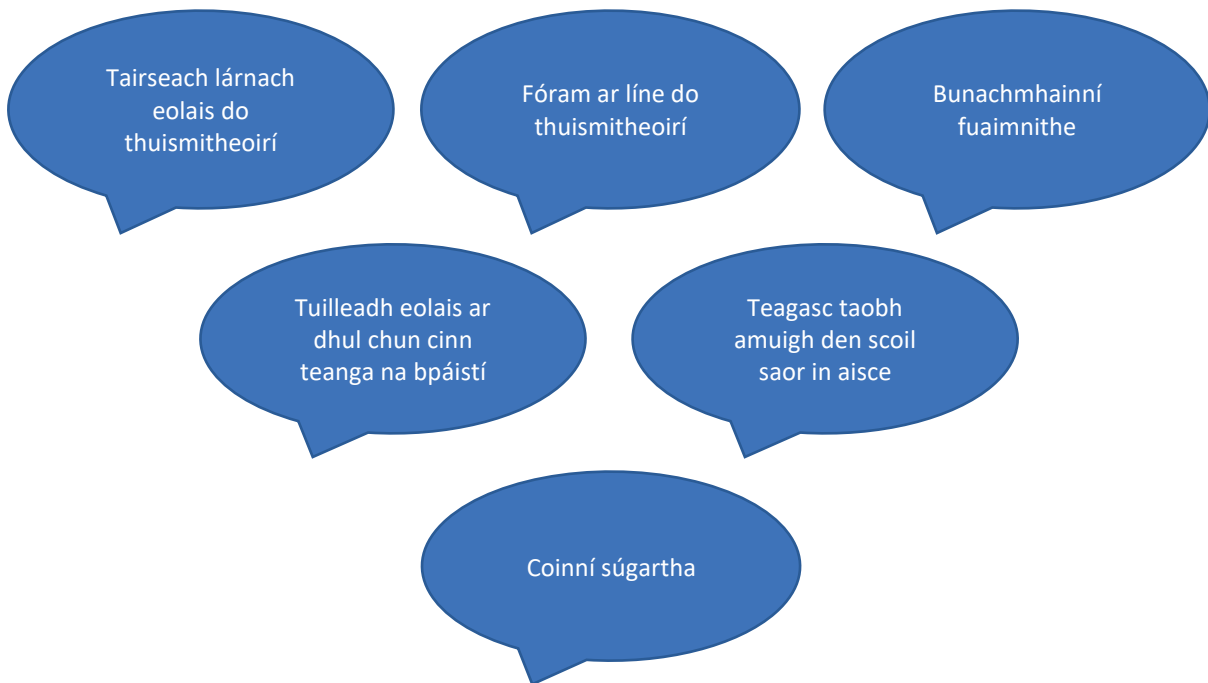 Tairseach lárnach
eolais do
thuismitheoirí
Fóram ar líne do
thuismitheoirí
Bunachmhainní
fuaimnithe
Tuilleadh eolais ar
dhul chun cinn
teanga na bpáistí
Teagasc taobh
amuigh den scoil
saor in aisce
Coinní súgartha